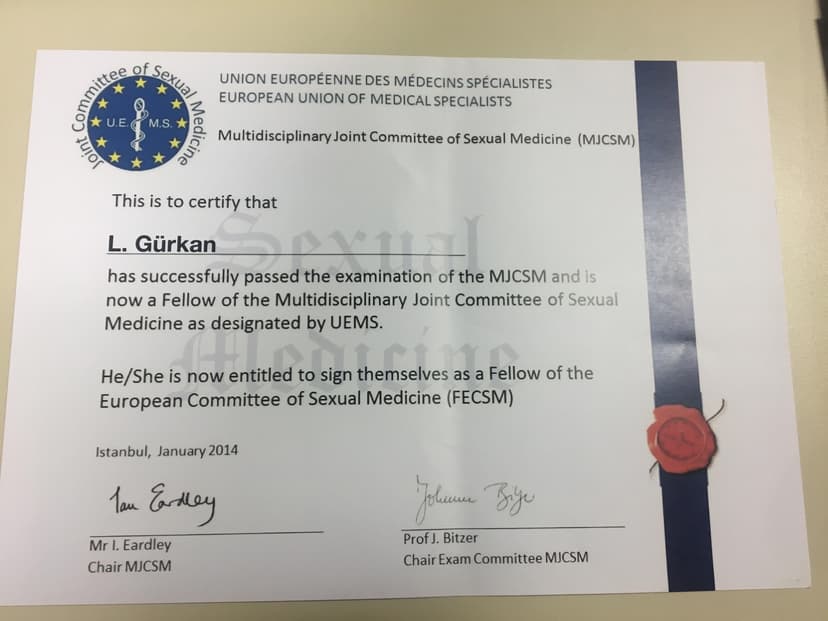 Joint Committee of Sexual Medicine
U.E. M.S.
UNION EUROPÉENNE DES MÉDECINS SPÉCIALISTES
EUROPEAN UNION OF MEDICAL SPECIALISTS
Multidisciplinary Joint Committee of Sexual Medicine (MJCSM)
This is to certify that
L. Gürkan
Sexual
has successfully passed the examination of the MJCSM and is
now a Fellow of the Multidisciplinary Joint Committee of Sexual
Medicine as designated by UEMS.
Medicine
He/She is now entitled to sign themselves as a Fellow of the
European Committee of Sexual Medicine (FECSM)
Istanbul, January 2014
Ian Eardley
Mr I. Eardley
Chair MJCSM
Prof J. Bitzer
Chair Exam Committee MJCSM